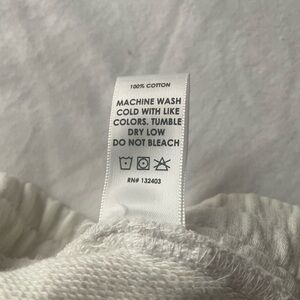 100% COTTON
MACHINE WASH
COLD WITH LIKE
COLORS. TUMBLE
DRY LOW
DO NOT BLEACH
RN# 132403